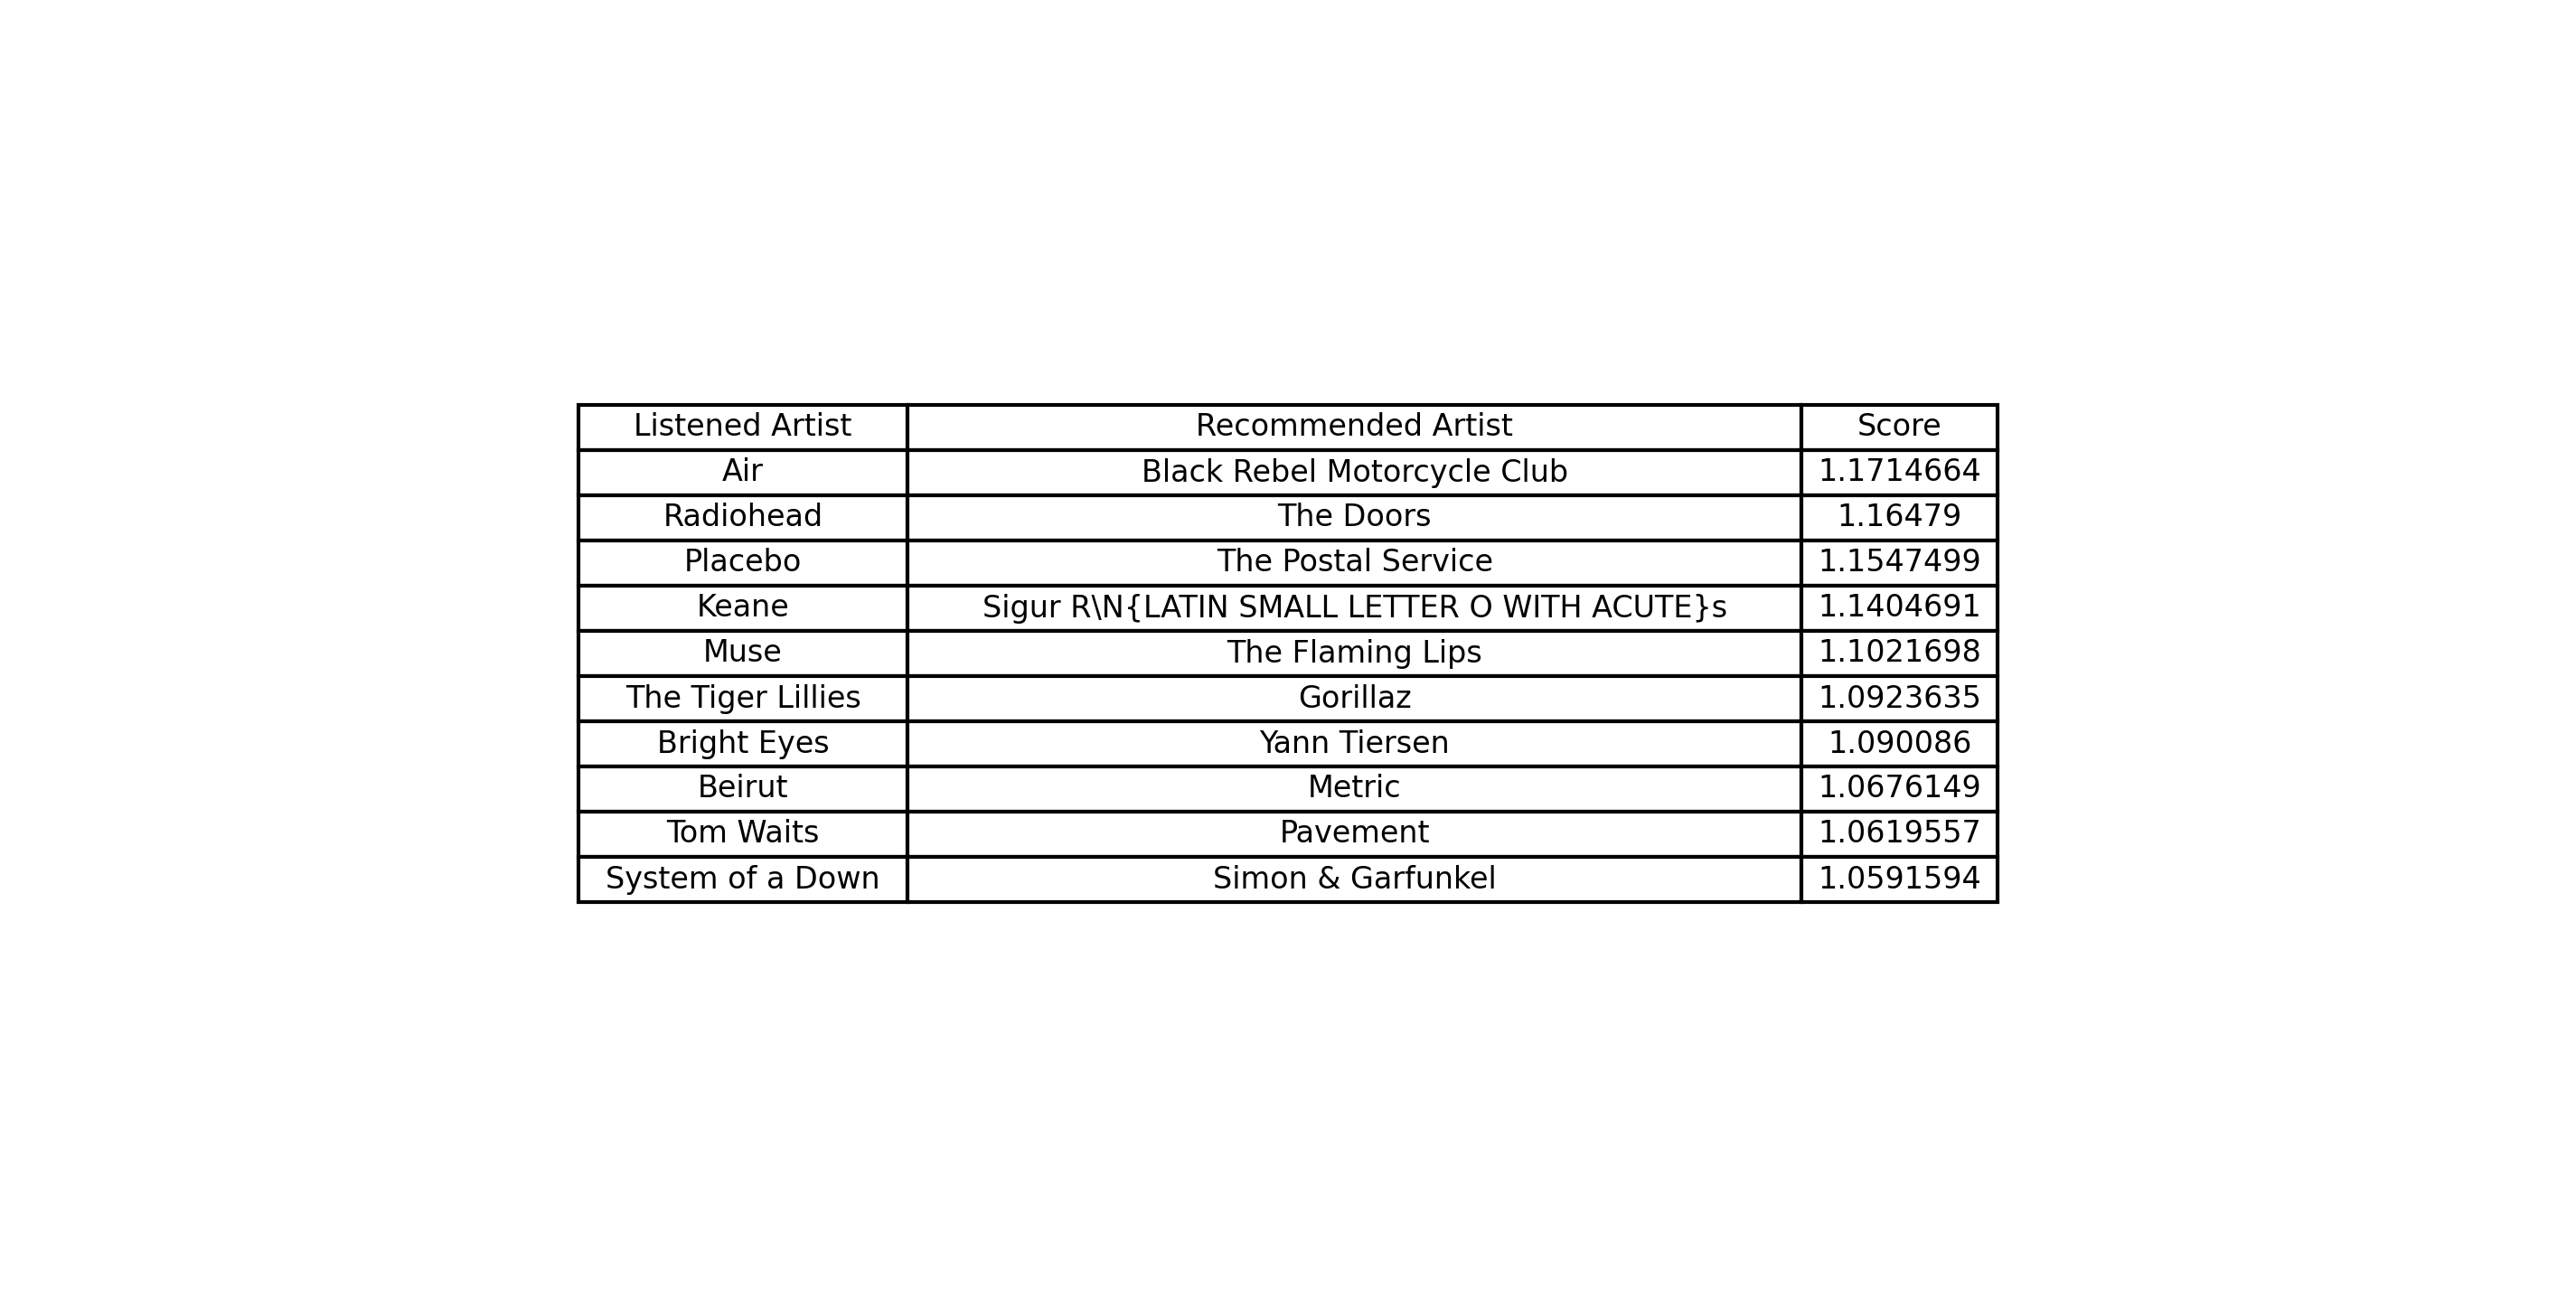 Listened Artist Recommended Artist Score
Air Black Rebel Motorcycle Club 1.1714664
Radiohead The Doors 1.16479
Placebo The Postal Service 1.1547499
Keane Sigur R\N{LATIN SMALL LETTER O WITH ACUTE}s 1.1404691
Muse The Flaming Lips 1.1021698
The Tiger Lillies Gorillaz 1.0923635
Bright Eyes Yann Tiersen 1.090086
Beirut Metric 1.0676149
Tom Waits Pavement 1.0619557
System of a Down Simon & Garfunkel 1.0591594